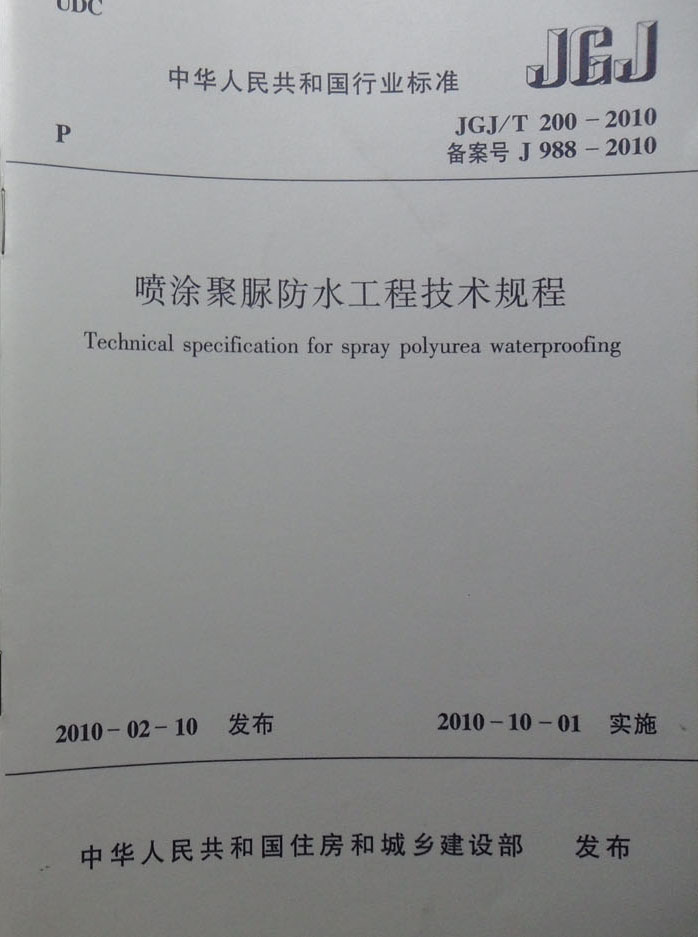 UDC
JGJ
中华人民共和国行业标准
P
JGJ/T 200-2010
备案号 J 988-2010
喷涂聚脲防水工程技术规程
Technical specification for spray polyurea waterproofing
2010-02-10 发布 2010-10-01 实施
中华人民共和国住房和城乡建设部 发布